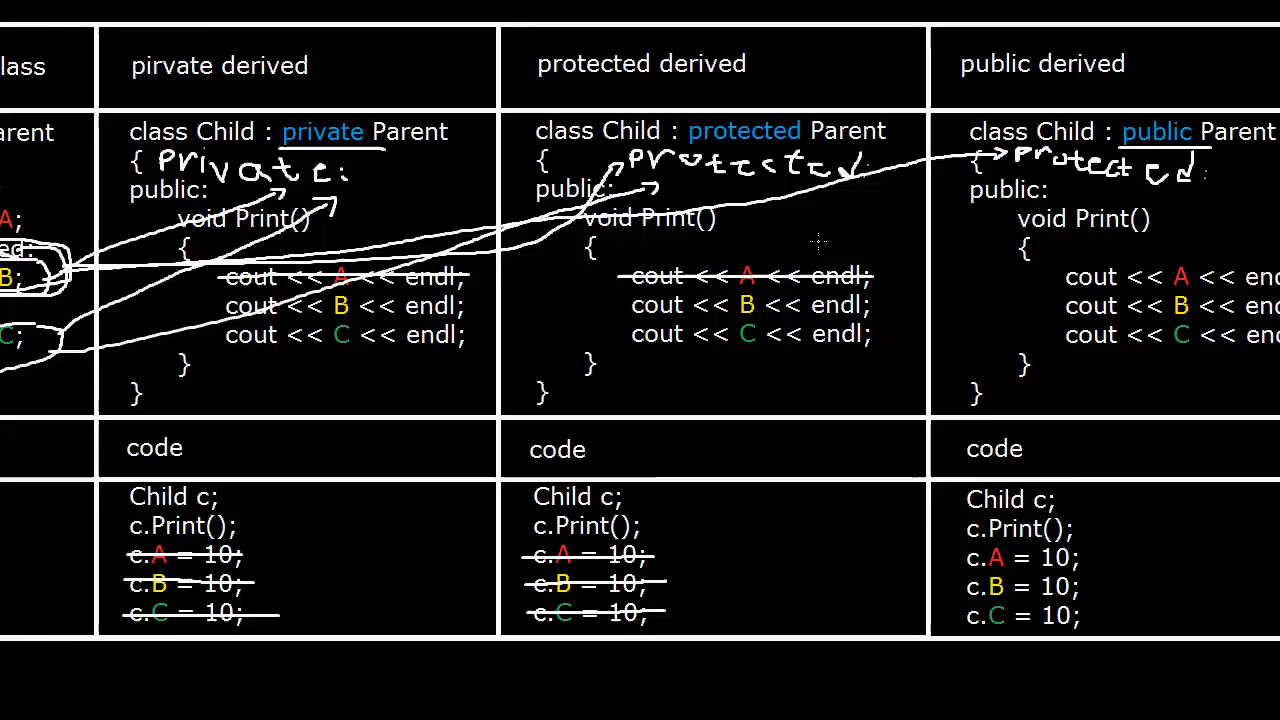 lass
pirvate derived
protected derived
public derived
arent
A;
ed:
B;
C;
class Child : private Parent
{ Private:
public:
void Print()
{
cout << A << endl;
cout << B << endl;
cout << C << endl;
}
}
class Child : protected Parent
{ Protected:
public:
void Print()
{
cout << A << endl;
cout << B << endl;
cout << C << endl;
}
}
class Child : public Parent
{ Protected:
public:
void Print()
{
cout << A << end
cout << B << end
cout << C << end
}
}
code
code
code
Child c;
c.Print();
c.A = 10;
c.B = 10;
c.C = 10;
Child c;
c.Print();
c.A = 10;
c.B = 10;
c.C = 10;
Child c;
c.Print();
c.A = 10;
c.B = 10;
c.C = 10;